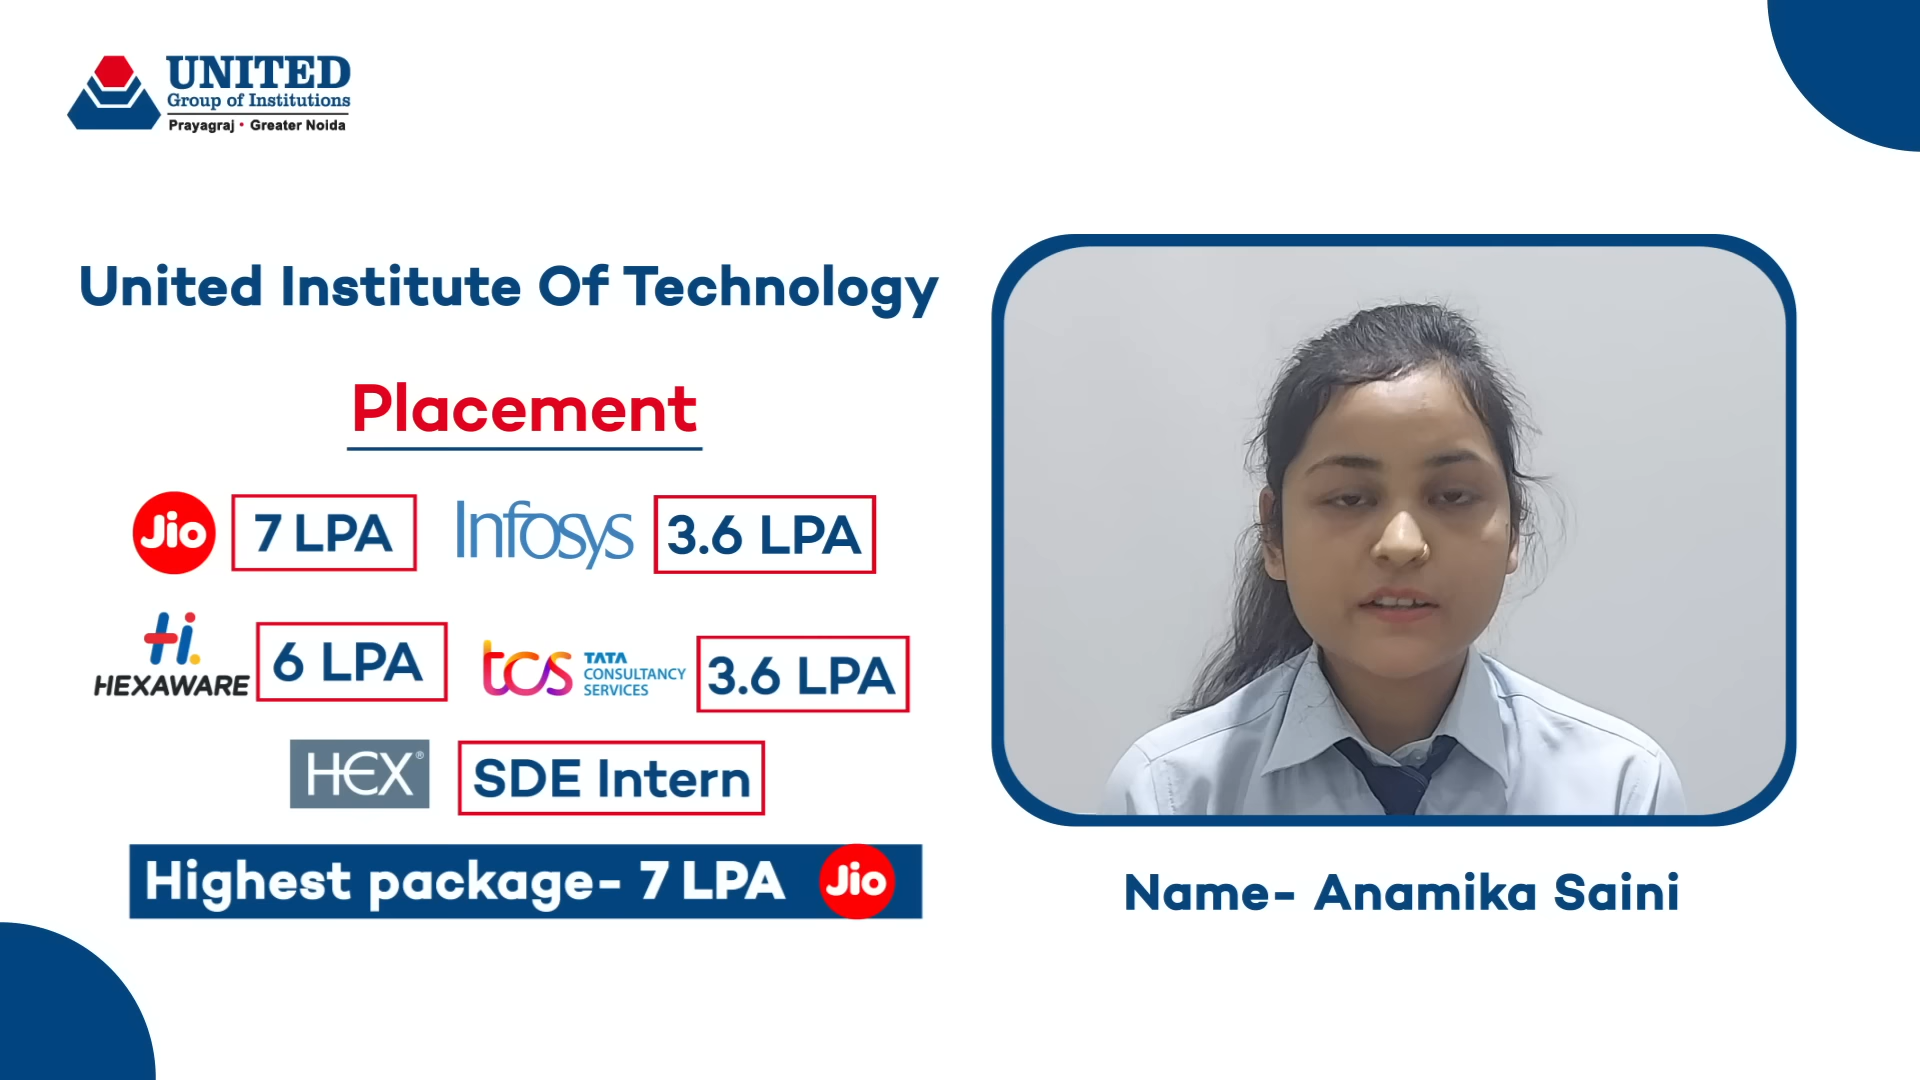 UNITED
Group of Institutions
Prayagraj • Greater Noida
United Institute Of Technology
Placement
Jio 7 LPA Infosys 3.6 LPA
Hi.
HEXAWARE 6 LPA tcs TATA CONSULTANCY SERVICES 3.6 LPA
HEX® SDE Intern
Highest package- 7 LPA Jio
Name- Anamika Saini